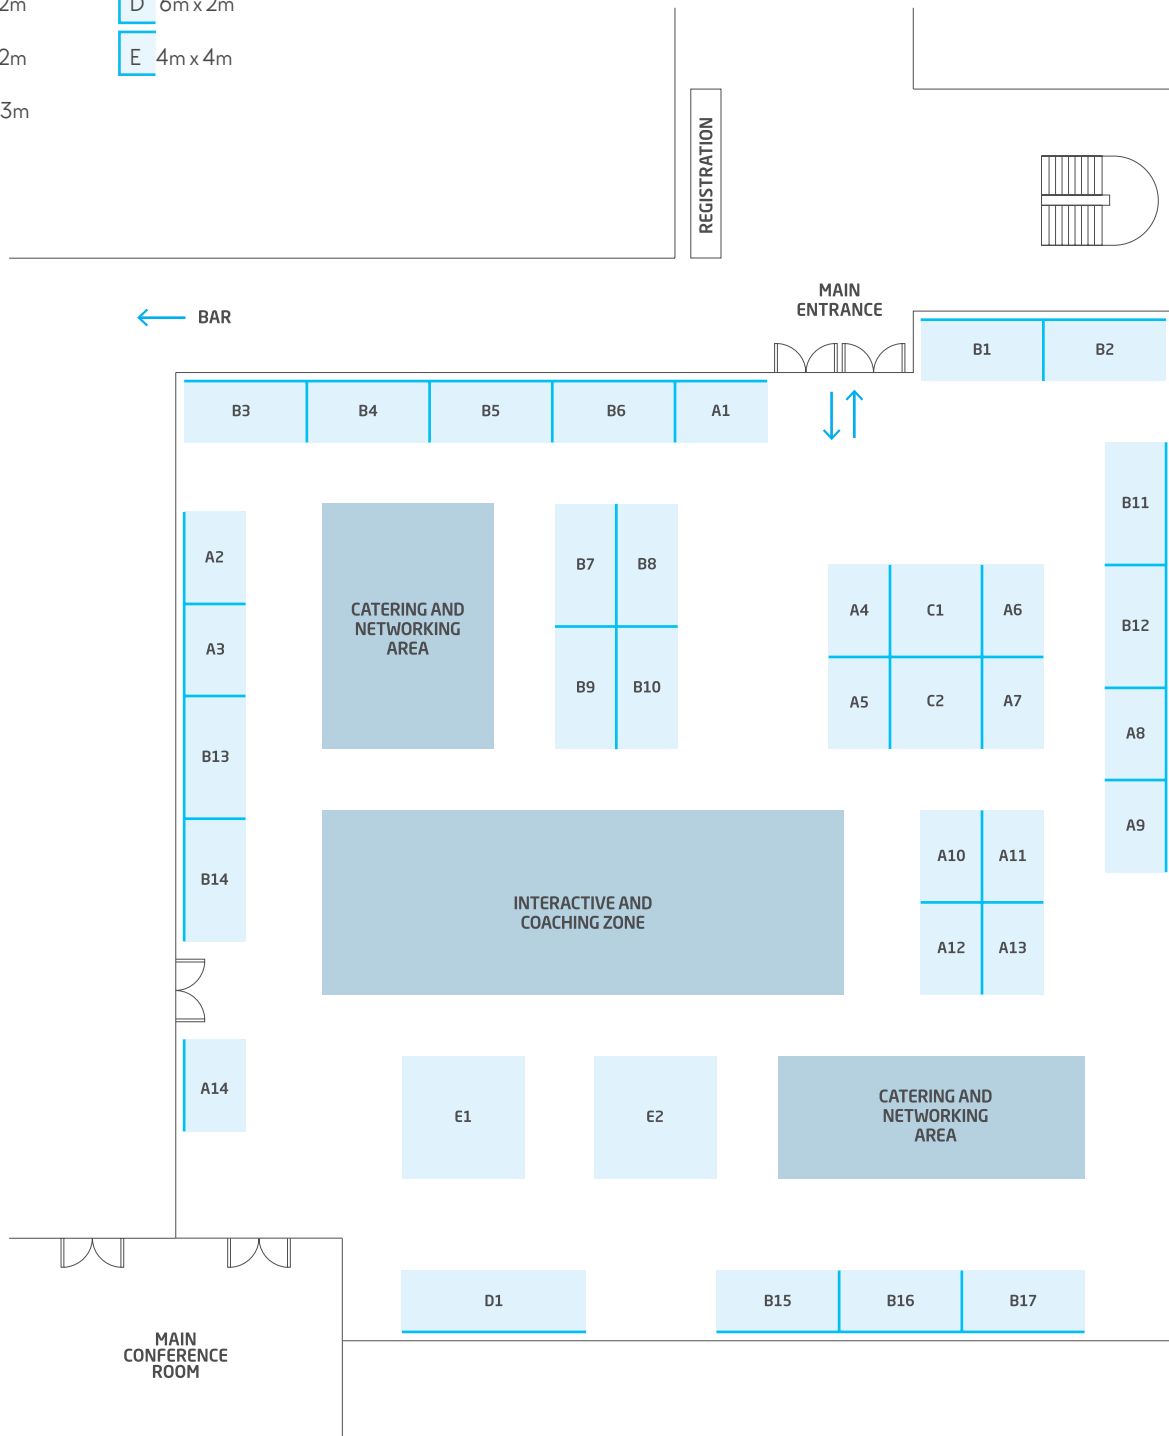 2m
D 6m x 2m
2m
E 4m x 4m
3m
REGISTRATION
MAIN
ENTRANCE
BAR
B1
B2
B3
B4
B5
B6
A1
B11
A2
B7
B8
CATERING AND
NETWORKING
AREA
A4
C1
A6
B12
A3
B9
B10
A5
C2
A7
A8
B13
A9
A10
A11
B14
INTERACTIVE AND
COACHING ZONE
A12
A13
A14
E1
E2
CATERING AND
NETWORKING
AREA
D1
B15
B16
B17
MAIN
CONFERENCE
ROOM